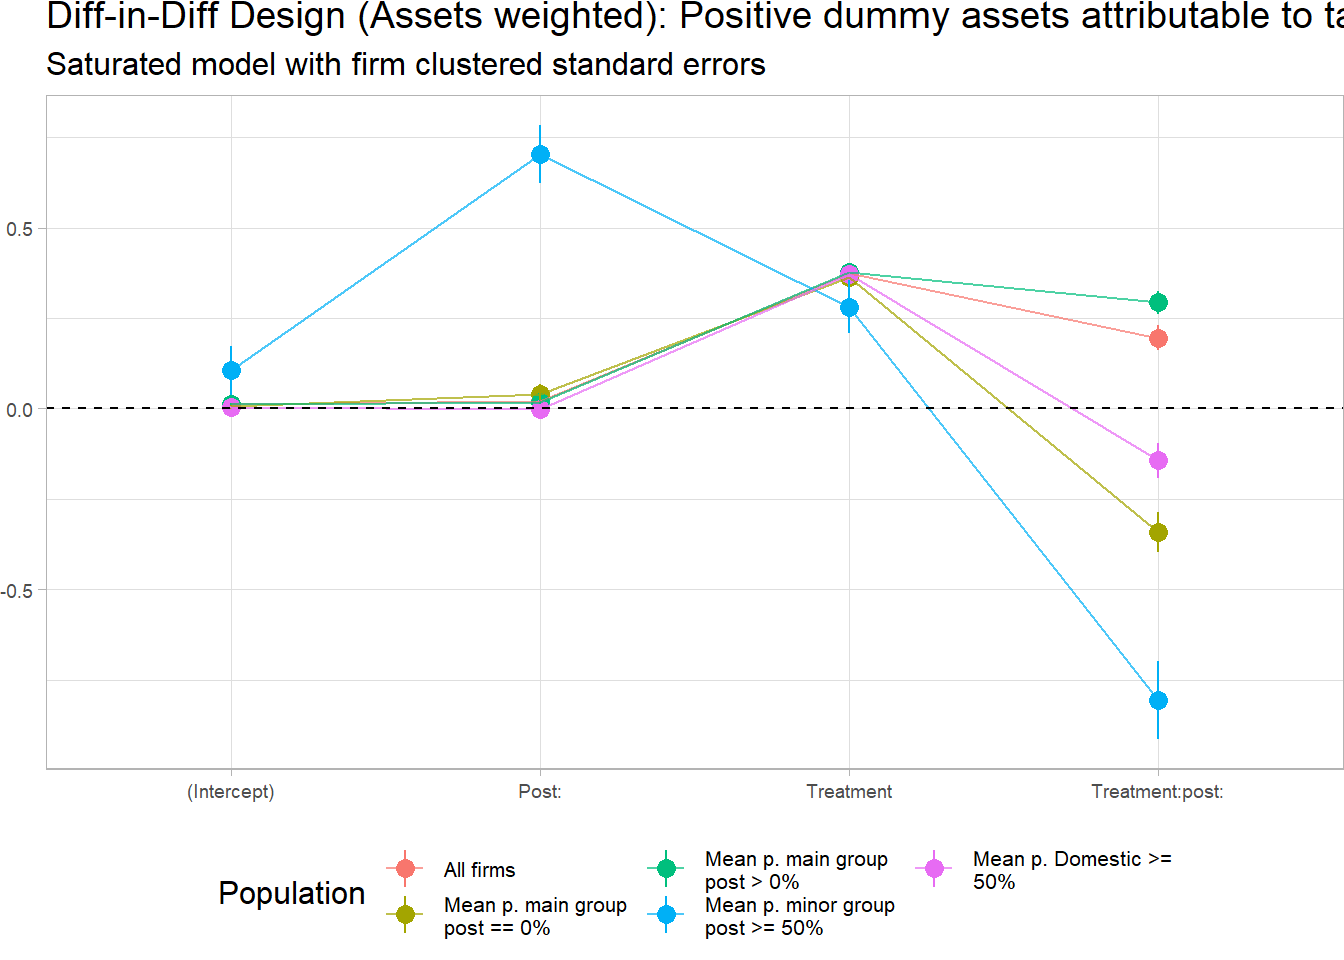 Diff-in-Diff Design (Assets weighted): Positive dummy assets attributable to ta
Saturated model with firm clustered standard errors
0.5
0.0
-0.5
(Intercept)
Post:
Treatment
Treatment:post:
Population
All firms
Mean p. main group
post == 0%
Mean p. main group
post > 0%
Mean p. minor group
post >= 50%
Mean p. Domestic >=
50%